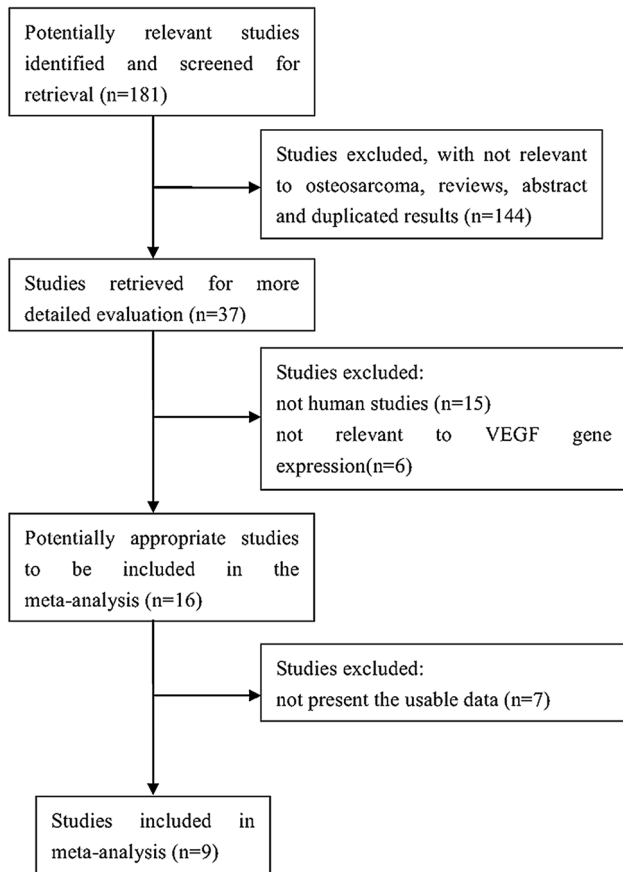 Potentially relevant studies
identified and screened for
retrieval (n=181)
Studies excluded, with not relevant
to osteosarcoma, reviews, abstract
and duplicated results (n=144)
Studies retrieved for more
detailed evaluation (n=37)
Studies excluded:
not human studies (n=15)
not relevant to VEGF gene
expression(n=6)
Potentially appropriate studies
to be included in the
meta-analysis (n=16)
Studies excluded:
not present the usable data (n=7)
Studies included in
meta-analysis (n=9)